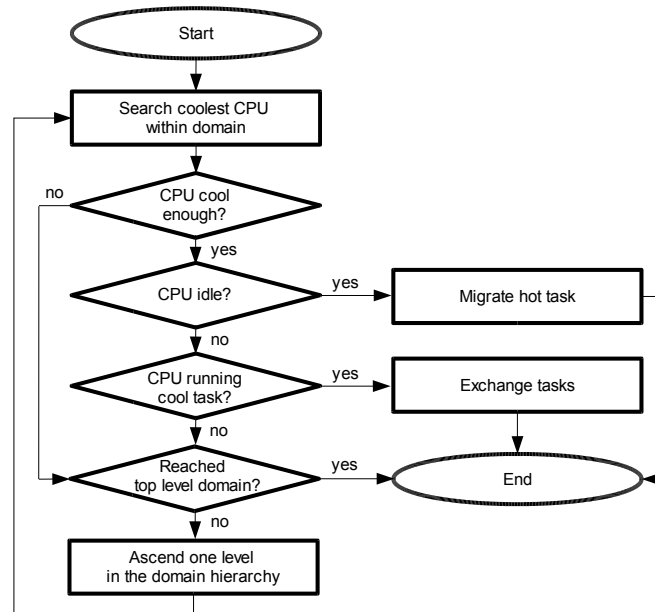 Start
Search coolest CPU
within domain
no
CPU cool
enough?
yes
CPU idle?
yes
Migrate hot task
no
CPU running
cool task?
yes
Exchange tasks
no
Reached
top level domain?
yes
End
no
Ascend one level
in the domain hierarchy